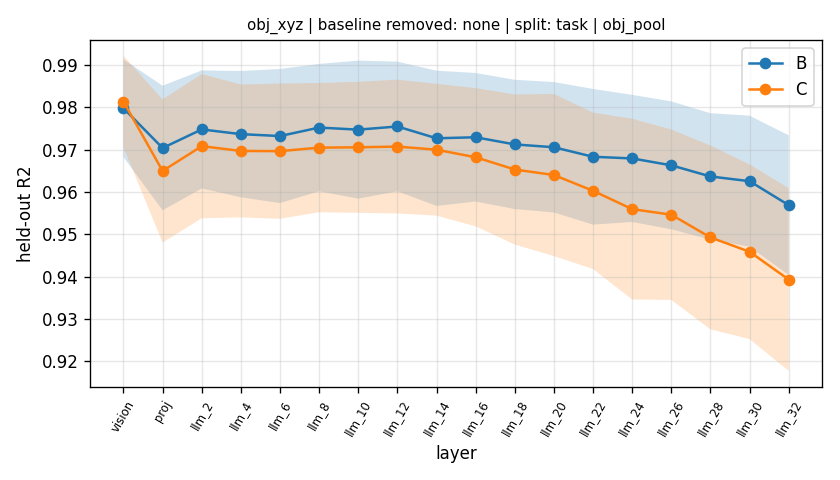 obj_xyz | baseline removed: none | split: task | obj_pool
held-out R2
0.99
0.98
0.97
0.96
0.95
0.94
0.93
0.92
B
C
vision
proj
llm_2
llm_4
llm_6
llm_8
llm_10
llm_12
llm_14
llm_16
llm_18
llm_20
llm_22
llm_24
llm_26
llm_28
llm_30
llm_32
layer